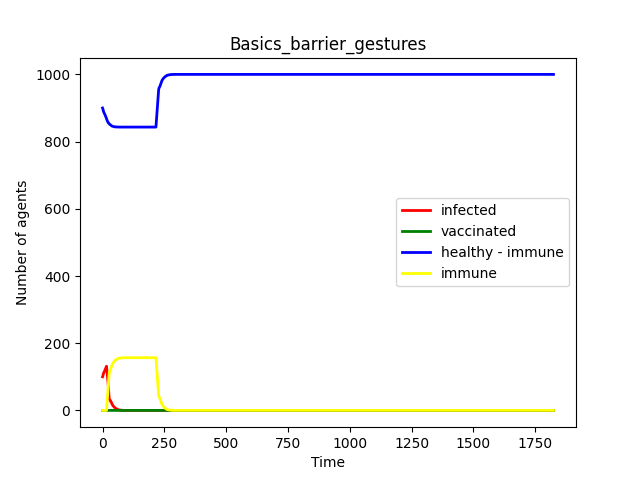 Basics_barrier_gestures
Number of agents
1000
800
600
400
200
0
infected
vaccinated
healthy - immune
immune
0 250 500 750 1000 1250 1500 1750
Time